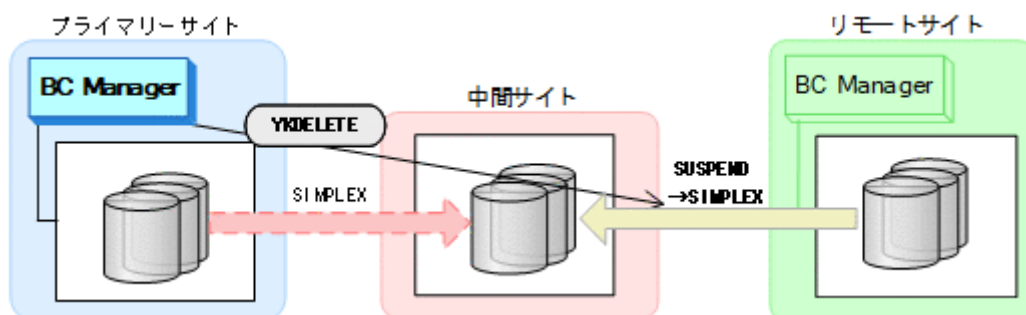 プライマリーサイト
リモートサイト
BC Manager
BC Manager
中間サイト
YKDELETE
SUSPEND
→SIMPLEX
SIMPLEX